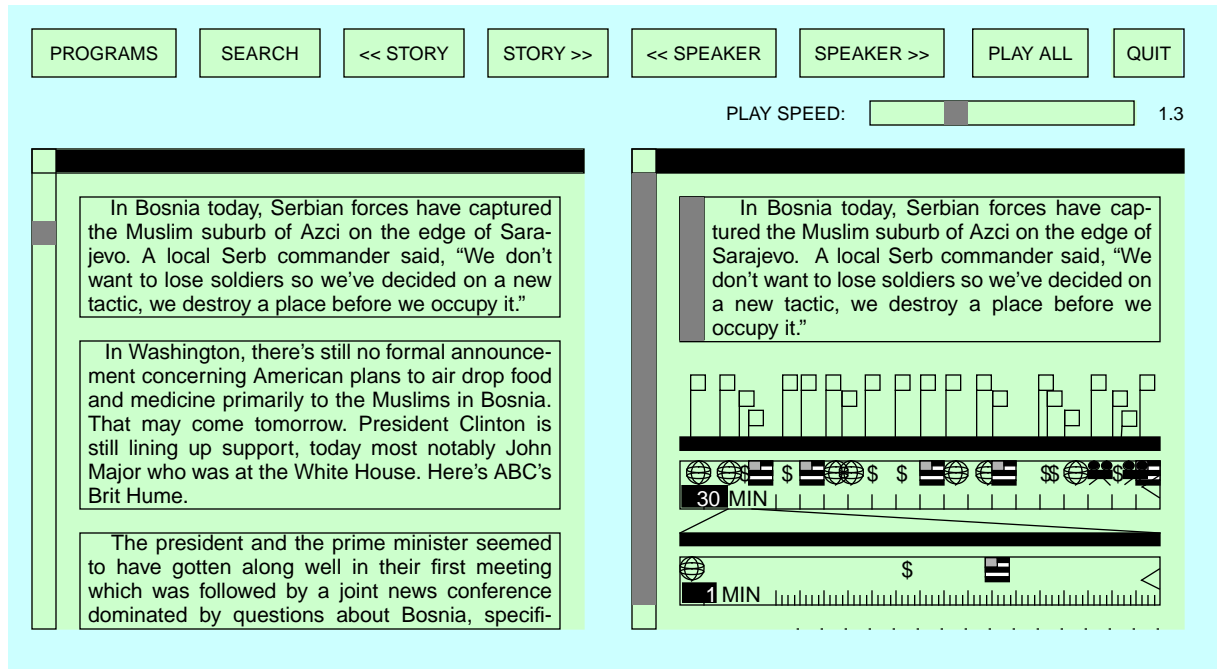 PROGRAMS SEARCH << STORY STORY >> << SPEAKER SPEAKER >> PLAY ALL QUIT
PLAY SPEED: 1.3
In Bosnia today, Serbian forces have captured
the Muslim suburb of Azci on the edge of Sara-
jevo. A local Serb commander said, “We don’t
want to lose soldiers so we’ve decided on a new
tactic, we destroy a place before we occupy it.”
In Washington, there’s still no formal announce-
ment concerning American plans to air drop food
and medicine primarily to the Muslims in Bosnia.
That may come tomorrow. President Clinton is
still lining up support, today most notably John
Major who was at the White House. Here’s ABC’s
Brit Hume.
The president and the prime minister seemed
to have gotten along well in their first meeting
which was followed by a joint news conference
dominated by questions about Bosnia, specifi-
In Bosnia today, Serbian forces have cap-
tured the Muslim suburb of Azci on the edge of
Sarajevo. A local Serb commander said, “We
don’t want to lose soldiers so we’ve decided on
a new tactic, we destroy a place before we
occupy it.”
$ $ $ $ $ $ $ $
30 MIN
$
1 MIN